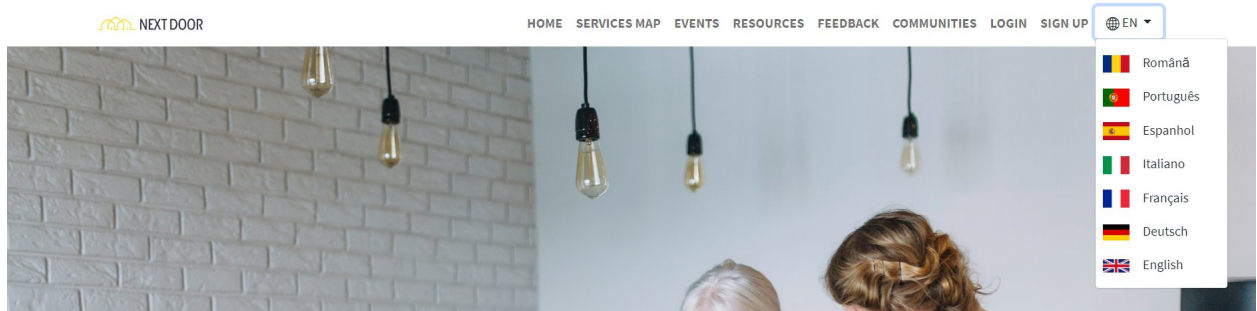 NEXT DOOR HOME SERVICES MAP EVENTS RESOURCES FEEDBACK COMMUNITIES LOGIN SIGN UP EN
Română
Português
Espanhol
Italiano
Français
Deutsch
English